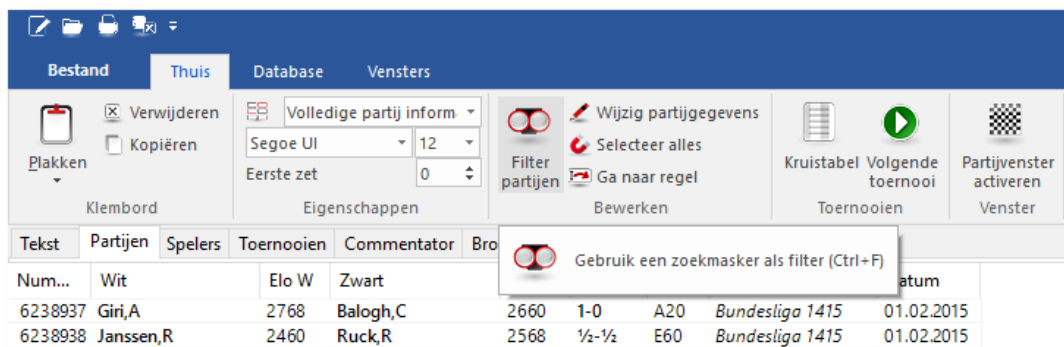 Bestand Thuis Database Vensters
Plakken
Verwijderen
Kopiëren
Klembord
Volledige partij inform
Segoe UI 12
Eerste zet 0
Eigenschappen
Filter partijen
Wijzig partijgegevens
Selecteer alles
Ga naar regel
Bewerken
Kruistabel
Volgende toernooi
Toernooien
Partijvenster activeren
Venster
Tekst Partijen Spelers Toernooien Commentator Bro
Gebruik een zoekmasker als filter (Ctrl+F)
Num... Wit Elo W Zwart atum
6238937 Giri,A 2768 Balogh,C 2660 1-0 A20 Bundesliga 1415 01.02.2015
6238938 Janssen,R 2460 Ruck,R 2568 ½-½ E60 Bundesliga 1415 01.02.2015